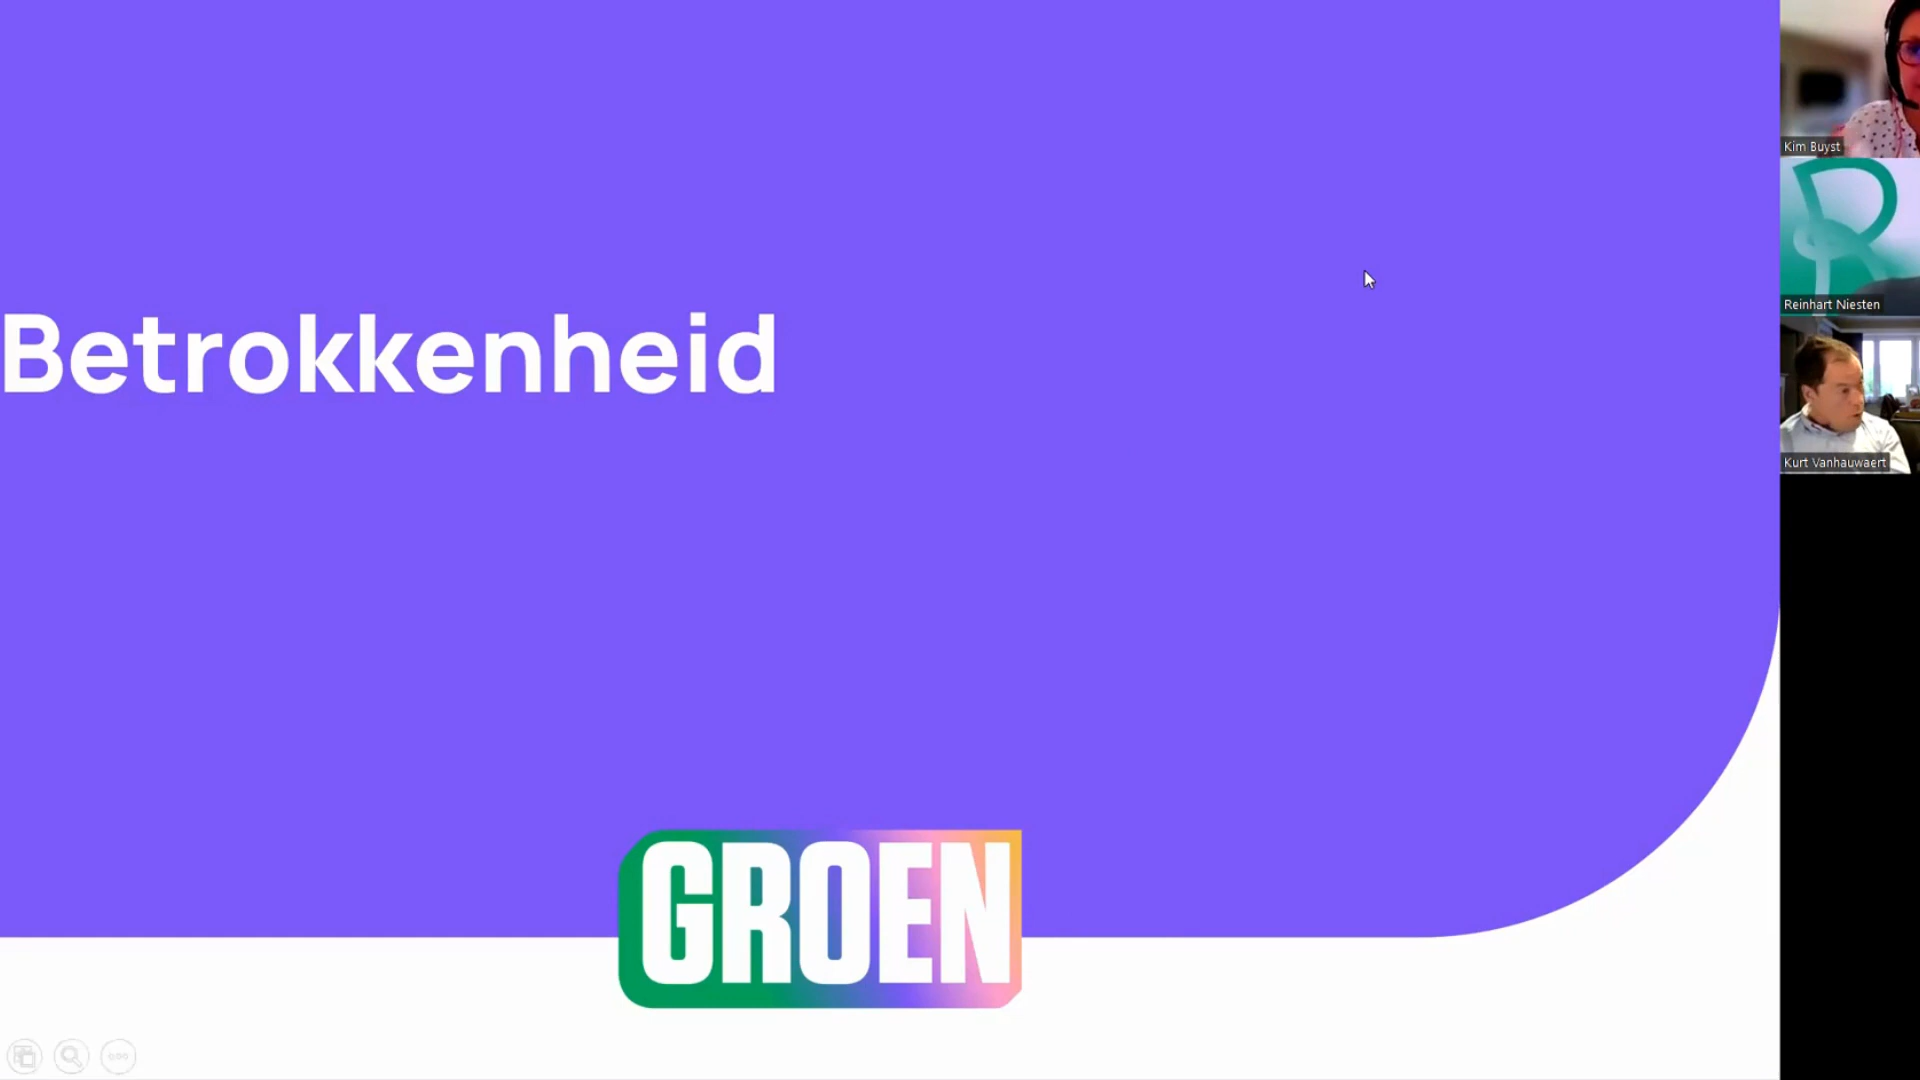 Betrokkenheid
GROEN
Kim Buyst
Reinhart Niesten
Kurt Vanhauwaert